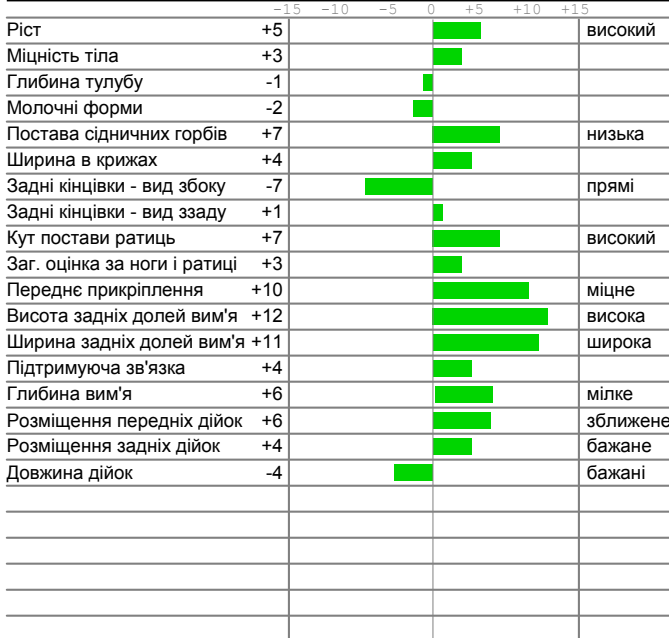 -15 -10 -5 0 +5 +10 +15
Ріст +5 високий
Міцність тіла +3
Глибина тулубу -1
Молочні форми -2
Постава сідничних горбів +7 низька
Ширина в крижах +4
Задні кінцівки - вид збоку -7 прямі
Задні кінцівки - вид ззаду +1
Кут постави ратиць +7 високий
Заг. оцінка за ноги і ратиці +3
Переднє прикріплення +10 міцне
Висота задніх долей вим'я +12 висока
Ширина задніх долей вим'я +11 широка
Підтримуюча зв'язка +4
Глибина вим'я +6 мілке
Розміщення передніх дійок +6 зближене
Розміщення задніх дійок +4 бажане
Довжина дійок -4 бажані